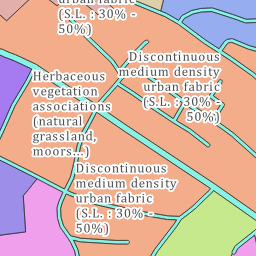 urban fabric
(S.L. : 30% -
50%)
Discontinuous
medium density
urban fabric
(S.L. : 30% -
50%)
Herbaceous
vegetation
associations
(natural
grassland,
moors...)
Discontinuous
medium density
urban fabric
(S.L. : 30% -
50%)